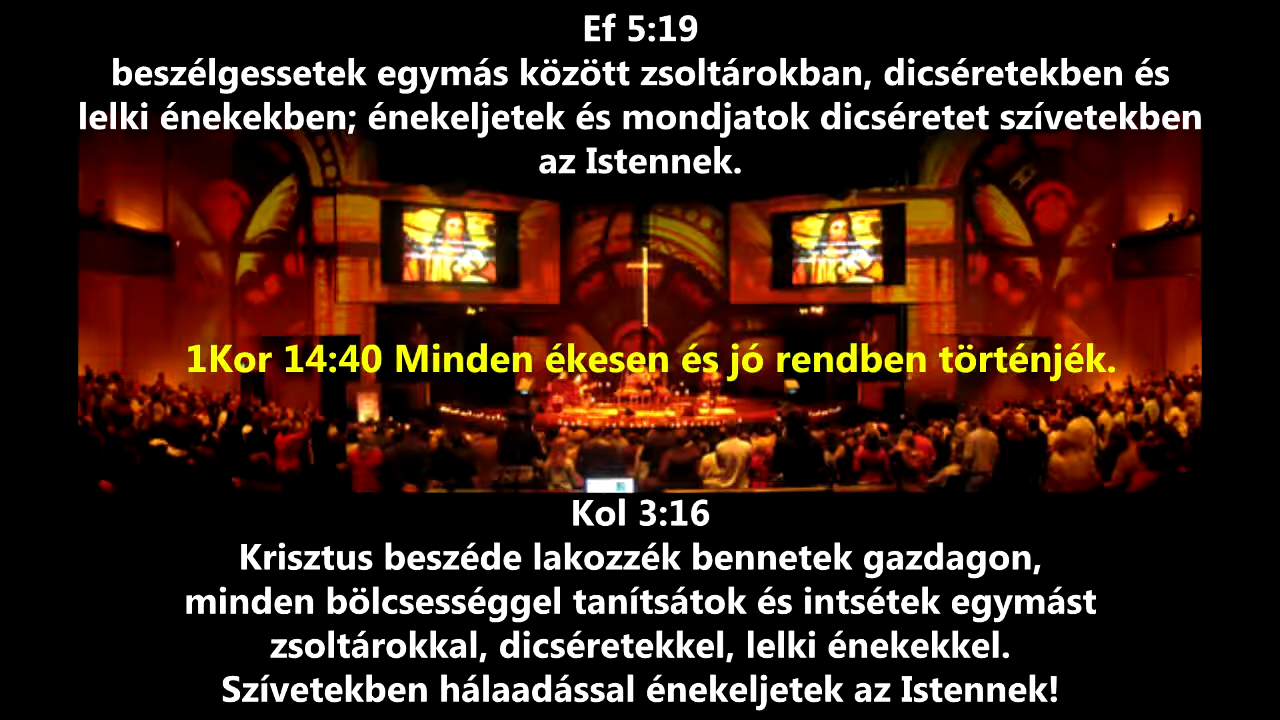 Ef 5:19
beszélgessetek egymás között zsoltárokban, dicséretekben és
lelki énekekben; énekeljetek és mondjatok dicséretet szívetekben
az Istennek.
1Kor 14:40 Minden ékesen és jó rendben történjék.
Kol 3:16
Krisztus beszéde lakozzék bennetek gazdagon,
minden bölcsességgel tanítsátok és intsétek egymást
zsoltárokkal, dicséretekkel, lelki énekekkel.
Szívetekben hálaadással énekeljetek az Istennek!